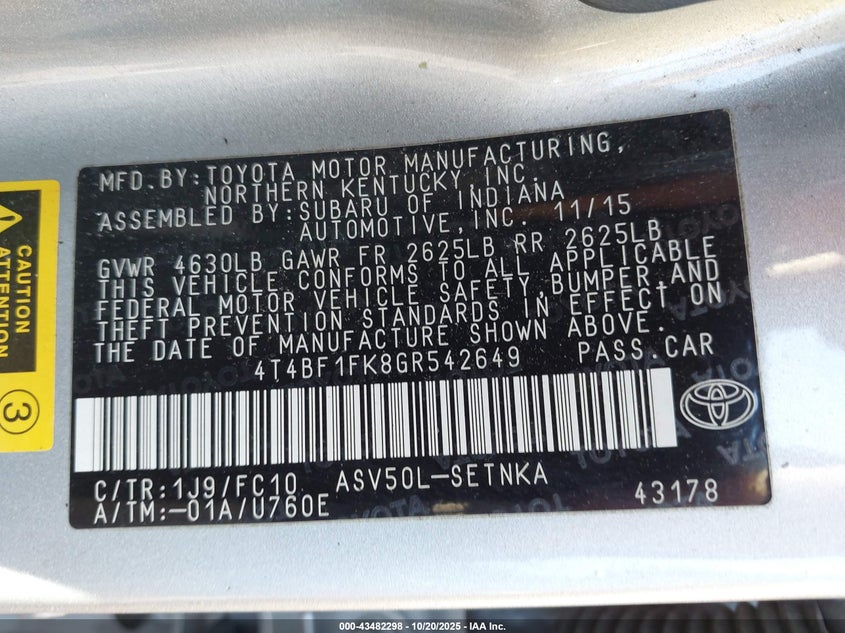 MFD.BY:TOYOTA MOTOR MANUFACTURING,
NORTHERN KENTUCKY,INC.
ASSEMBLED BY:SUBARU OF INDIANA
AUTOMOTIVE,INC. 11/15
GVWR 4630LB GAWR FR 2625LB RR 2625LB
THIS VEHICLE CONFORMS TO ALL APPLICABLE
FEDERAL MOTOR VEHICLE SAFETY,BUMPER,AND
THEFT PREVENTION STANDARDS IN EFFECT ON
THE DATE OF MANUFACTURE SHOWN ABOVE.
4T4BF1FK8GR542649 PASS.CAR
C/TR:1J9/FC10 ASV50L-SETNKA
A/TM:-01A/U760E 43178
CAUTION
ATTENTION
3
000-43482298 - 10/20/2025 - IAA Inc.